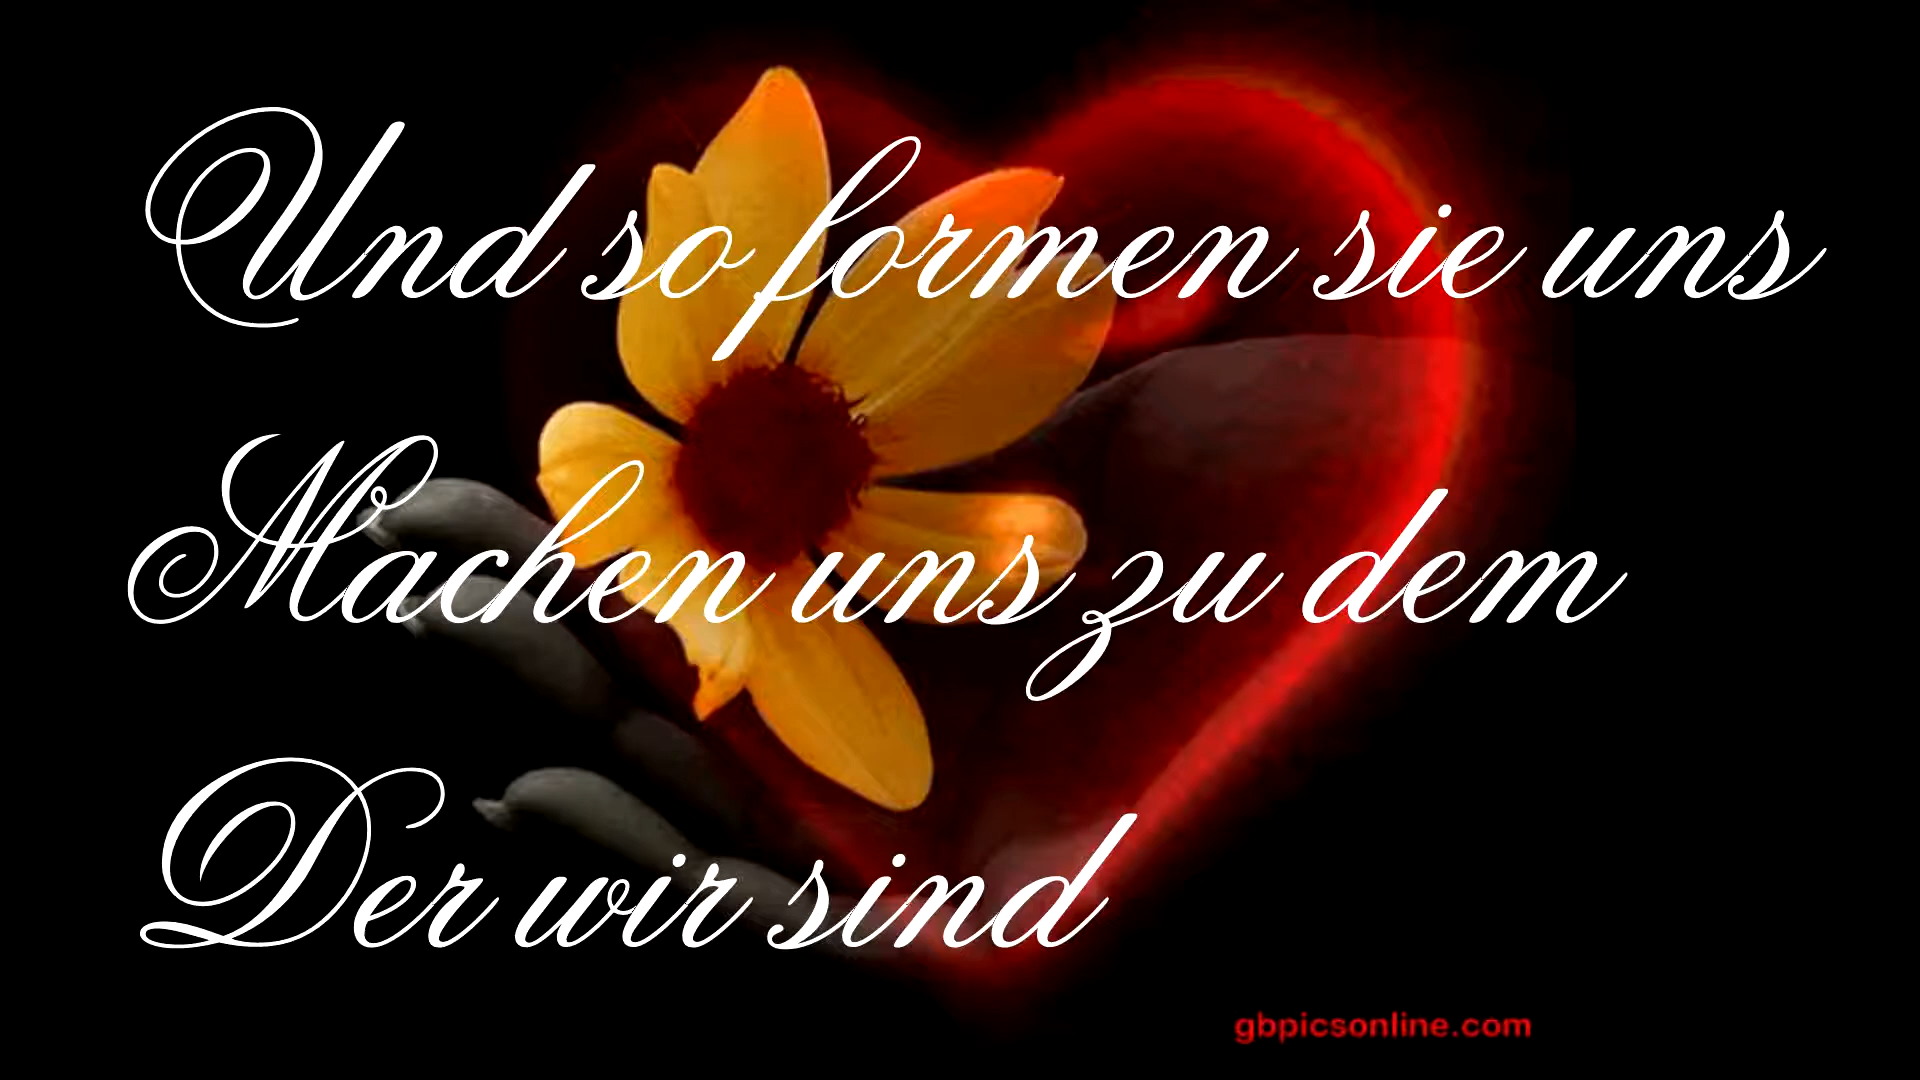 Und so formen sie uns
Machen uns zu dem
Der wir sind
gbpicsonline.com